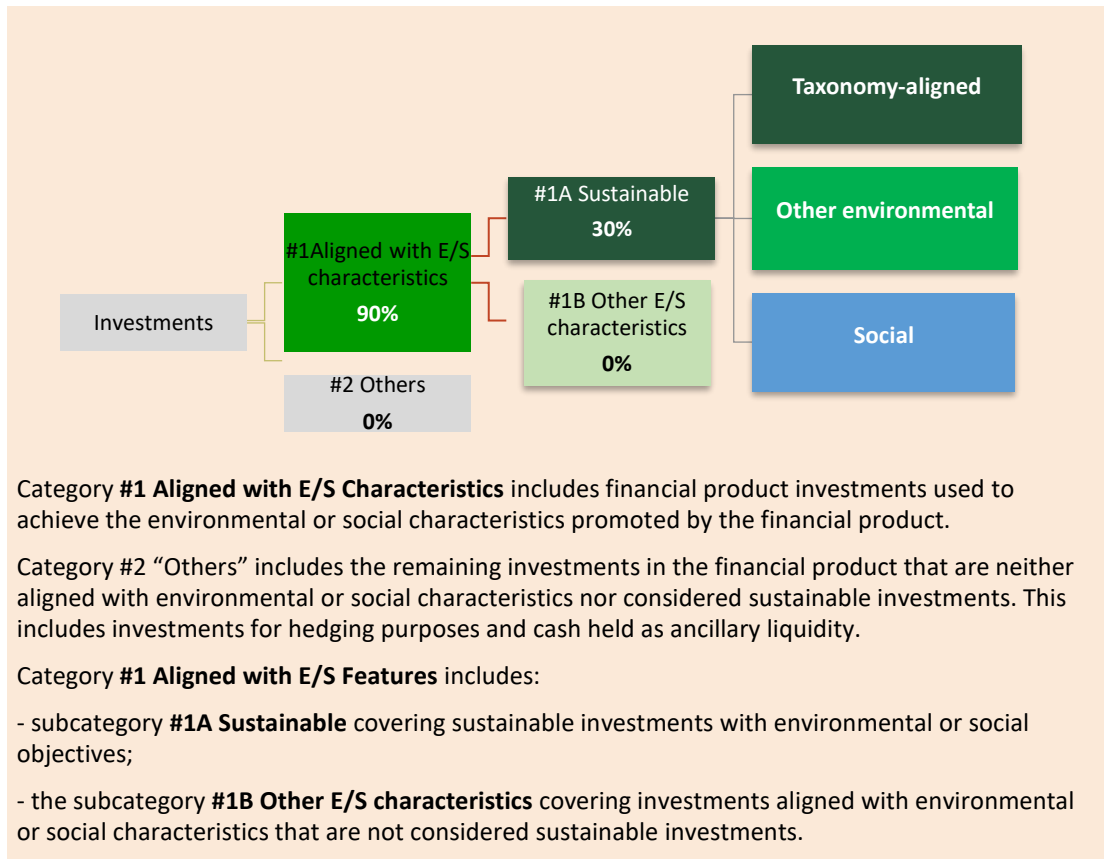 Taxonomy-aligned
#1A Sustainable
30%
Other environmental
#1Aligned with E/S
characteristics
90%
#1B Other E/S
characteristics
0%
Investments
Social
#2 Others
0%
Category #1 Aligned with E/S Characteristics includes financial product investments used to
achieve the environmental or social characteristics promoted by the financial product.
Category #2 “Others” includes the remaining investments in the financial product that are neither
aligned with environmental or social characteristics nor considered sustainable investments. This
includes investments for hedging purposes and cash held as ancillary liquidity.
Category #1 Aligned with E/S Features includes:
- subcategory #1A Sustainable covering sustainable investments with environmental or social
objectives;
- the subcategory #1B Other E/S characteristics covering investments aligned with environmental
or social characteristics that are not considered sustainable investments.